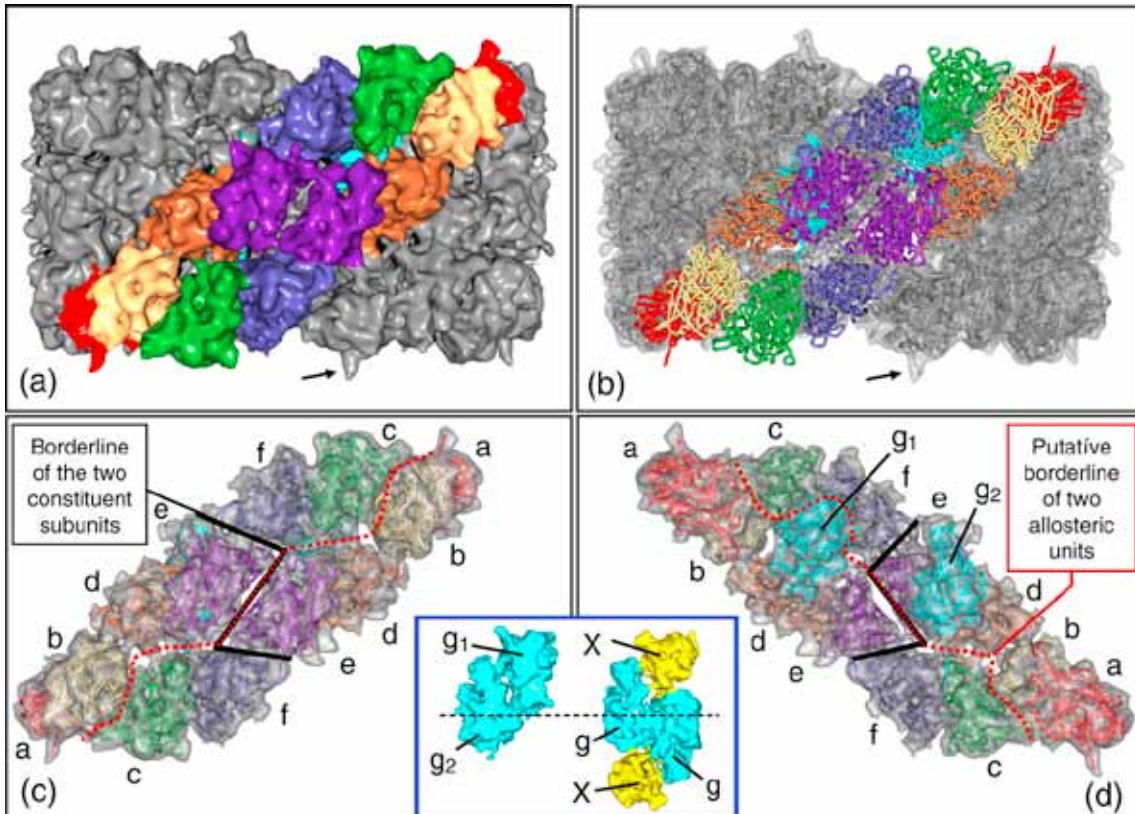 (a)
(b)
Borderline
of the two
constituent
subunits
a
b
c
d
e
f
f
e
d
c
b
a
(c)
a
b
c
d
e
f
g1
g2
f
e
d
c
b
a
Putative
borderline
of two
allosteric
units
(d)
g1
g2
X
g
X
g